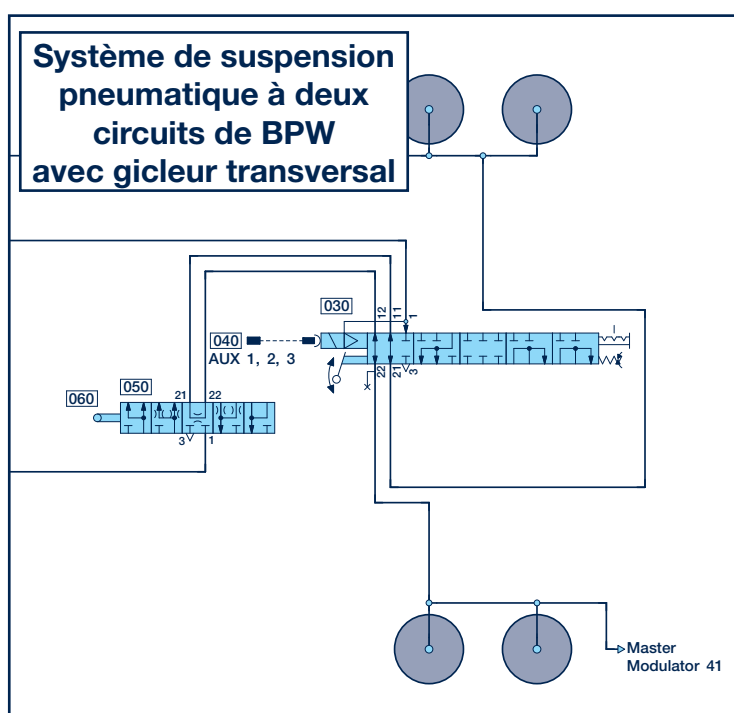 Système de suspension
pneumatique à deux
circuits de BPW
avec gicleur transversal
030
12
11
1
040
AUX 1, 2, 3
22
21
3
I
060
050
21
22
3
1
Master
Modulator 41